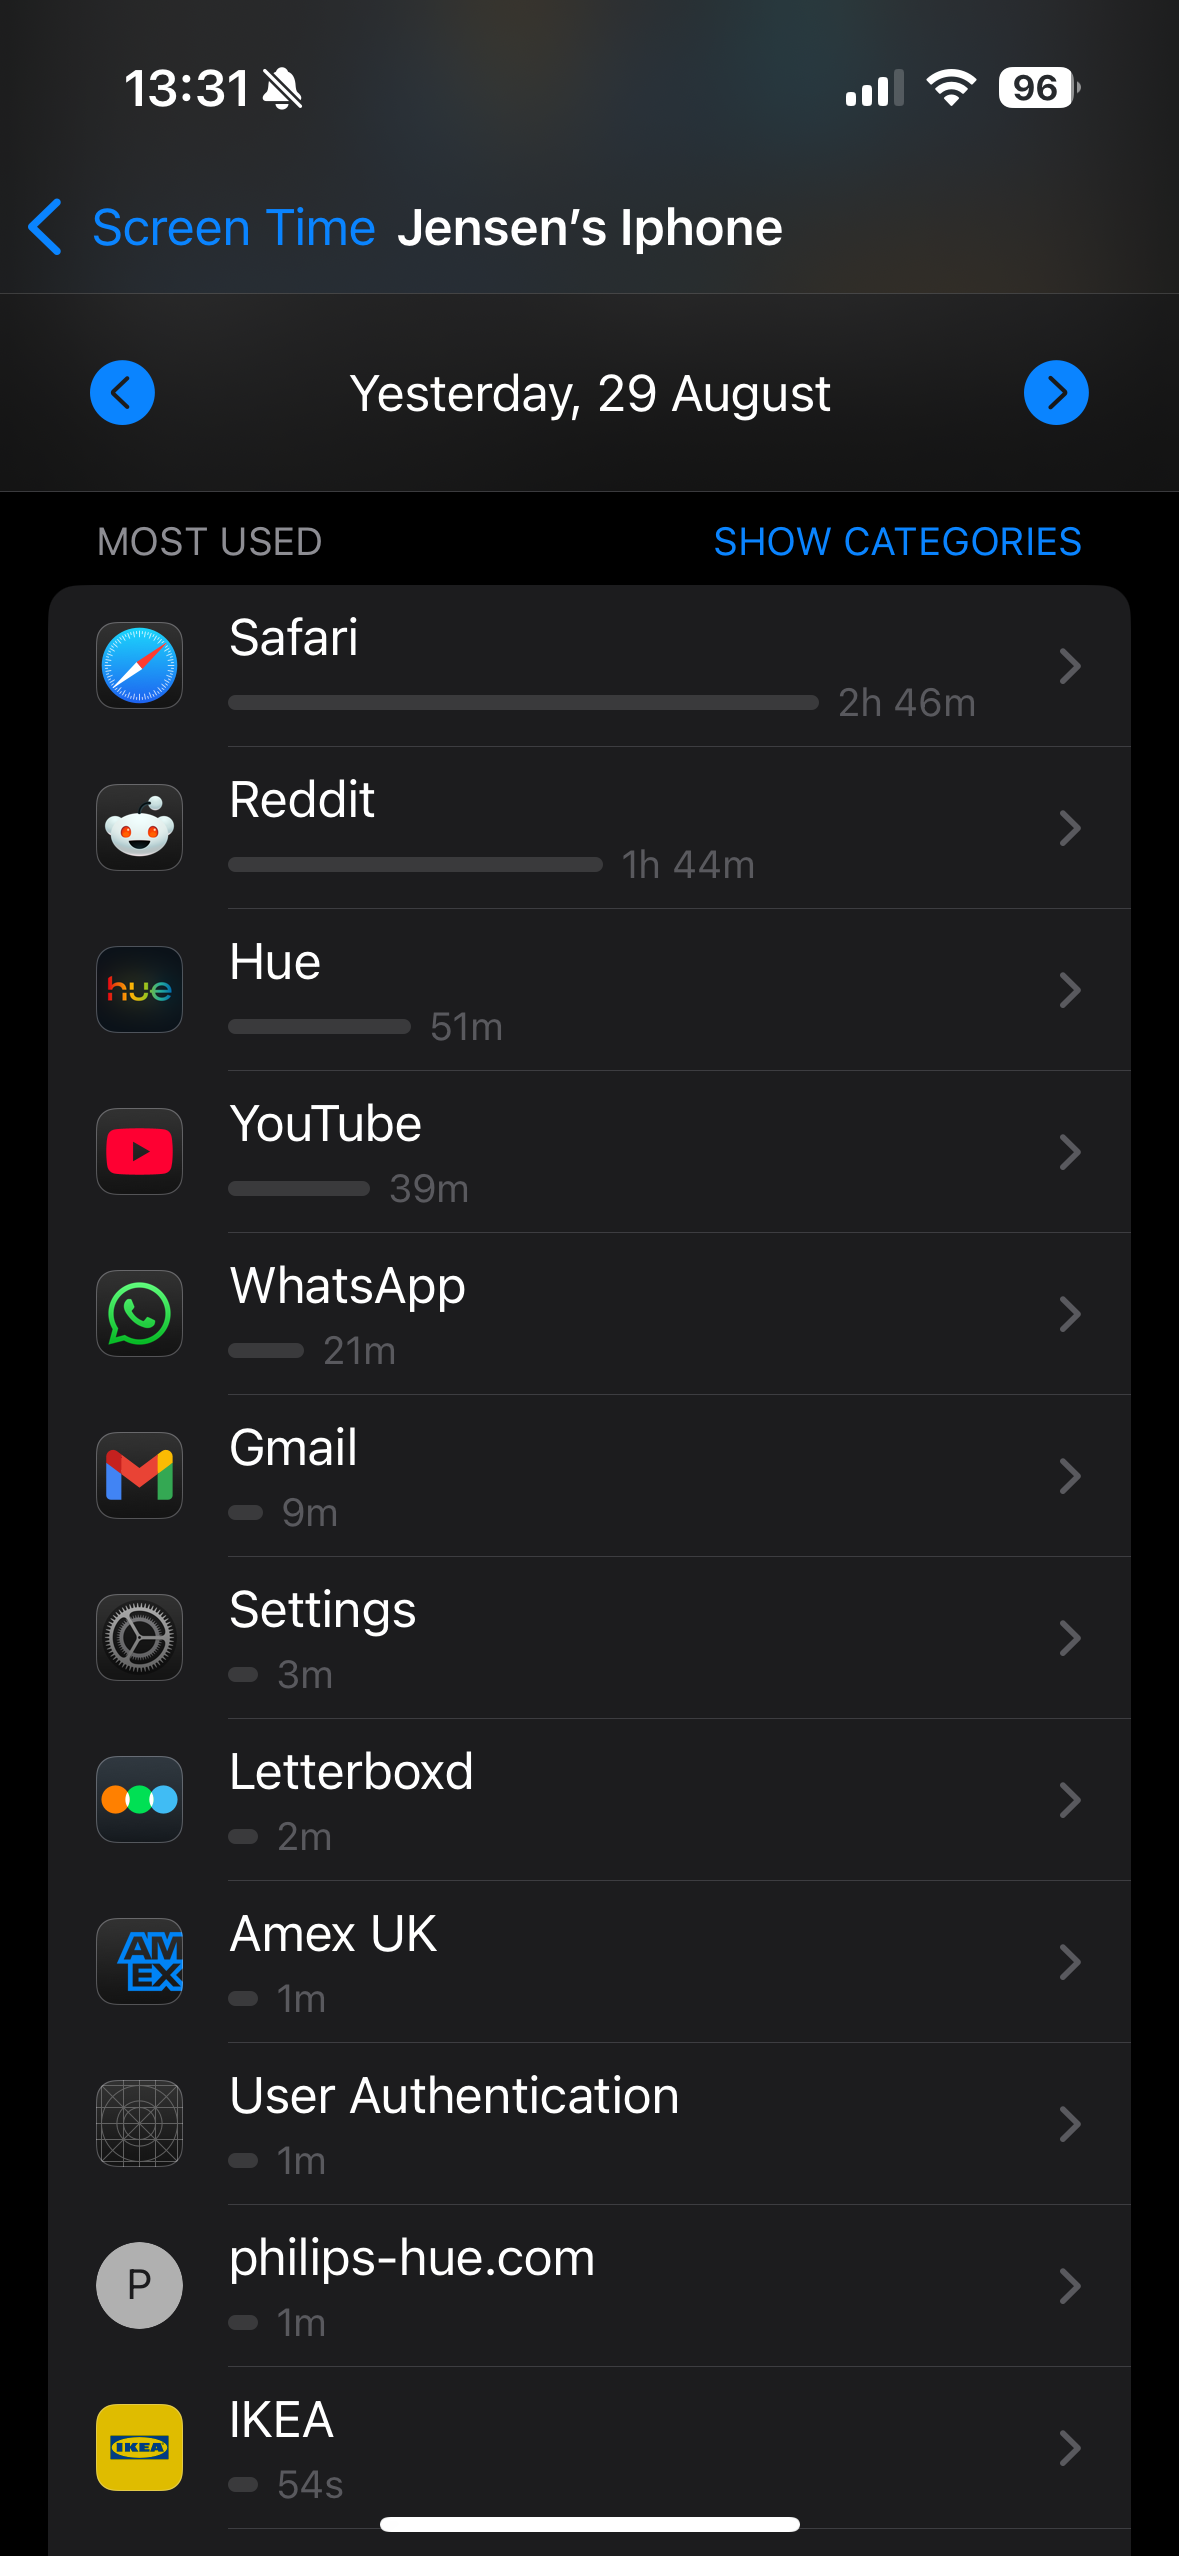 13:31
96
Screen Time Jensen’s Iphone
Yesterday, 29 August
MOST USED SHOW CATEGORIES
Safari
2h 46m
Reddit
1h 44m
hue
Hue
51m
YouTube
39m
WhatsApp
21m
Gmail
9m
Settings
3m
Letterboxd
2m
AM
EX
Amex UK
1m
User Authentication
1m
P
philips-hue.com
1m
IKEA
IKEA
54s